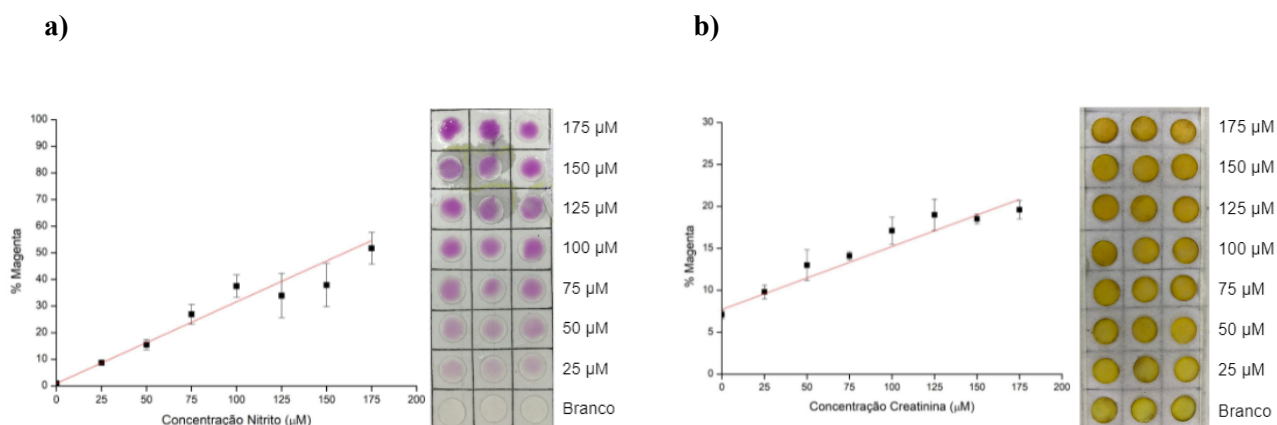 a)
100
90
80
70
60
50
40
30
20
10
0
% Magenta
0 25 50 75 100 125 150 175 200
Concentração Nitrito (µM)
175 µM
150 µM
125 µM
100 µM
75 µM
50 µM
25 µM
Branco
b)
30
25
20
15
10
5
0
% Magenta
0 25 50 75 100 125 150 175 200
Concentração Creatinina (µM)
175 µM
150 µM
125 µM
100 µM
75 µM
50 µM
25 µM
Branco